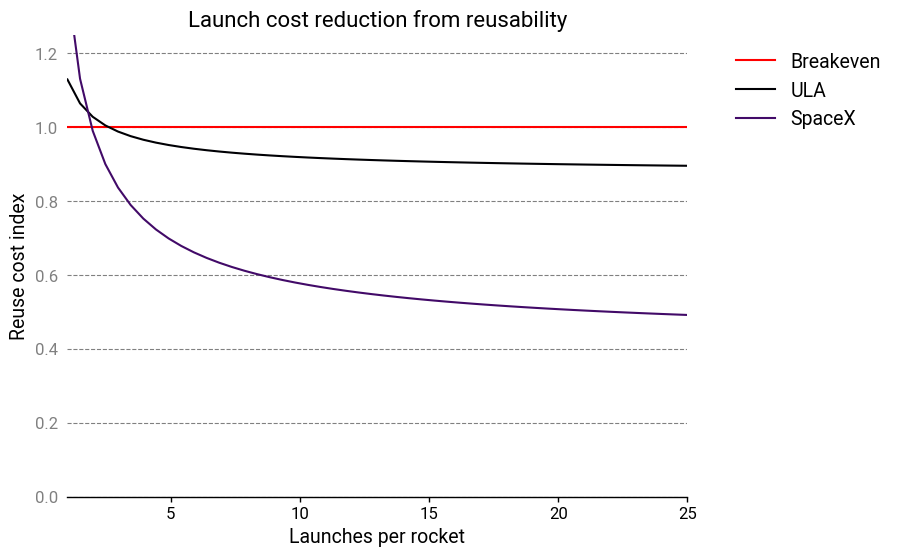 Launch cost reduction from reusability
Breakeven
ULA
SpaceX
Reuse cost index
1.2
1.0
0.8
0.6
0.4
0.2
0.0
5 10 15 20 25
Launches per rocket